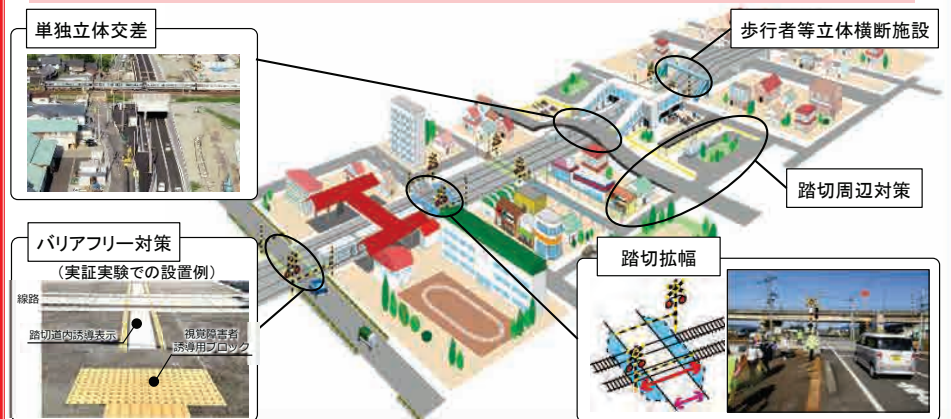 単独立体交差
歩行者等立体横断施設
踏切周辺対策
バリアフリー対策
(実証実験での設置例)
線路
踏切道内誘導表示
視覚障害者
誘導用ブロック
踏切拡幅